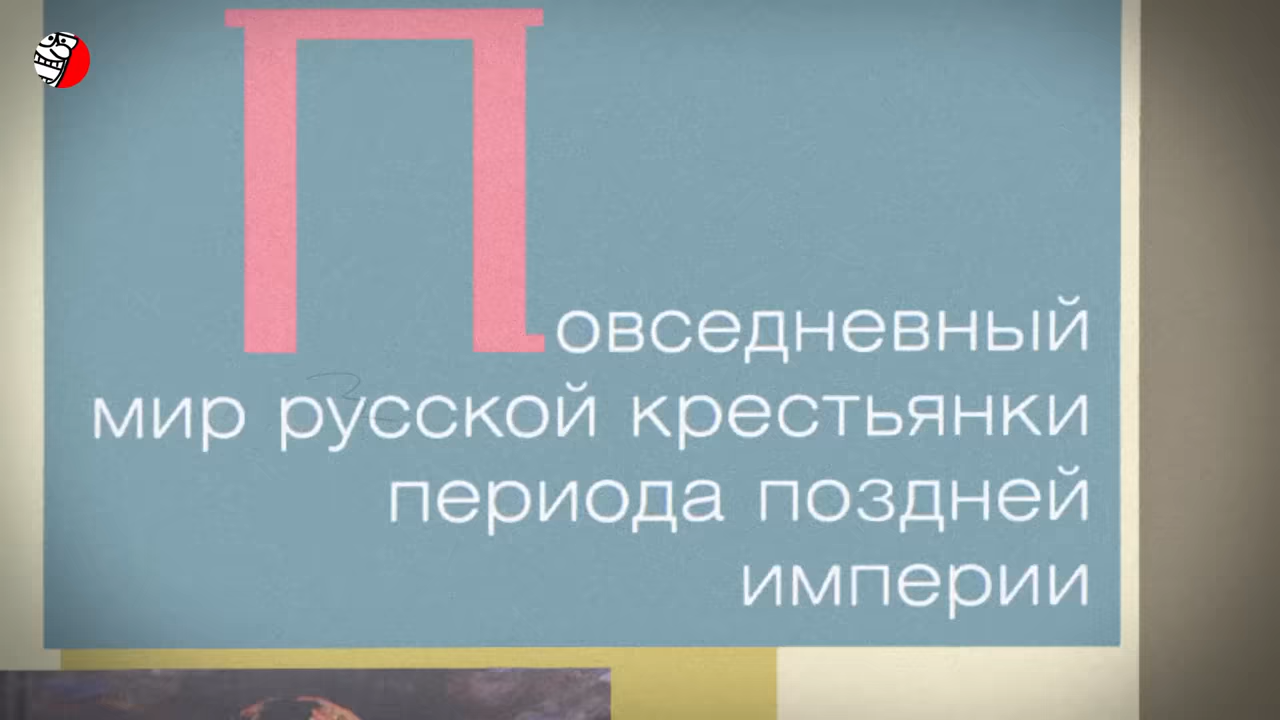 Повседневный
мир русской крестьянки
периода поздней
империи